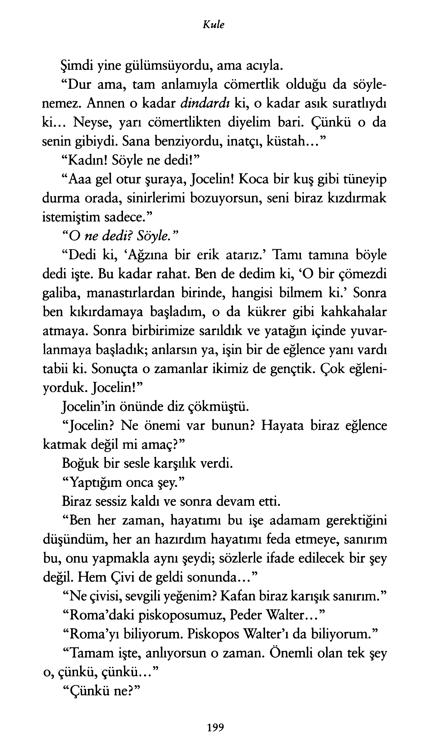 Kule
Şimdi yine gülümsüyordu, ama acıyla.
“Dur ama, tam anlamıyla cömertlik olduğu da söyle-
nemez. Annen o kadar dindardı ki, o kadar asık suratlıydı
ki... Neyse, yarı cömertlikten diyelim bari. Çünkü o da
senin gibiydi. Sana benziyordu, inatçı, küstah...”
“Kadın! Söyle ne dedi!”
“Aaa gel otur şuraya, Jocelin! Koca bir kuş gibi tüneyip
durma orada, sinirlerimi bozuyorsun, seni biraz kızdırmak
istemiştim sadece.”
“O ne dedi? Söyle.”
“Dedi ki, ‘Ağzına bir erik atarız.’ Tamı tamına böyle
dedi işte. Bu kadar rahat. Ben de dedim ki, ‘O bir çömezdi
galiba, manastırlardan birinde, hangisi bilmem ki.’ Sonra
ben kıkırdamaya başladım, o da kükrer gibi kahkahalar
atmaya. Sonra birbirimize sarıldık ve yatağın içinde yuvar-
lanmaya başladık; anlarsın ya, işin bir de eğlence yanı vardı
tabii ki. Sonuçta o zamanlar ikimiz de gençtik. Çok eğleni-
yorduk. Jocelin!”
Jocelin’in önünde diz çökmüştü.
“Jocelin? Ne önemi var bunun? Hayata biraz eğlence
katmak değil mi amaç?”
Boğuk bir sesle karşılık verdi.
“Yaptığım onca şey.”
Biraz sessiz kaldı ve sonra devam etti.
“Ben her zaman, hayatımı bu işe adamam gerektiğini
düşündüm, her an hazırdım hayatımı feda etmeye, sanırım
bu, onu yapmakla aynı şeydi; sözlerle ifade edilecek bir şey
değil. Hem Çivi de geldi sonunda...”
“Ne çivisi, sevgili yeğenim? Kafan biraz karışık sanırım.”
“Roma’daki piskoposumuz, Peder Walter...”
“Roma’yı biliyorum. Piskopos Walter’ı da biliyorum.”
“Tamam işte, anlıyorsun o zaman. Önemli olan tek şey
o, çünkü, çünkü...”
“Çünkü ne?”
199